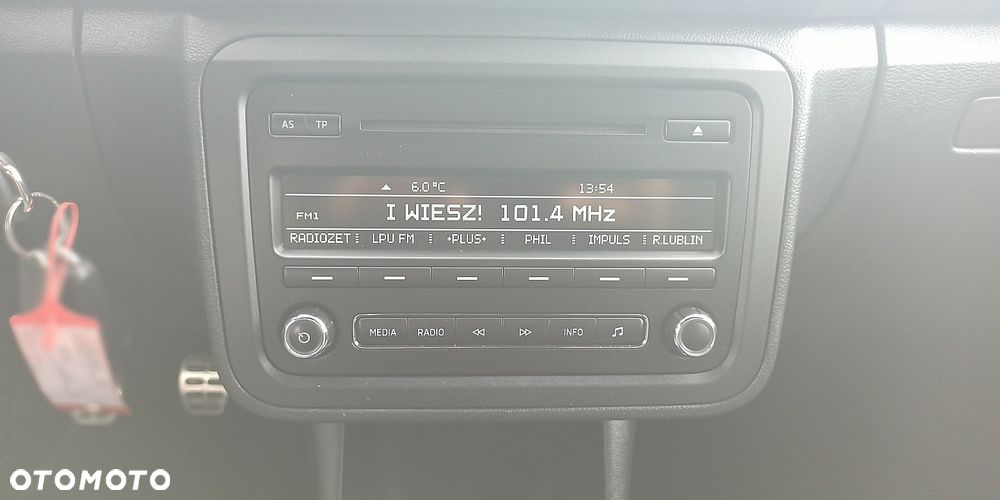 AS TP
6.0°C 13:54
FM1 I WIESZ! 101.4 MHz
RADIOZET LPU FM +PLUS+ PHIL IMPULS R.LUBLIN
MEDIA RADIO INFO
OTOMOTO